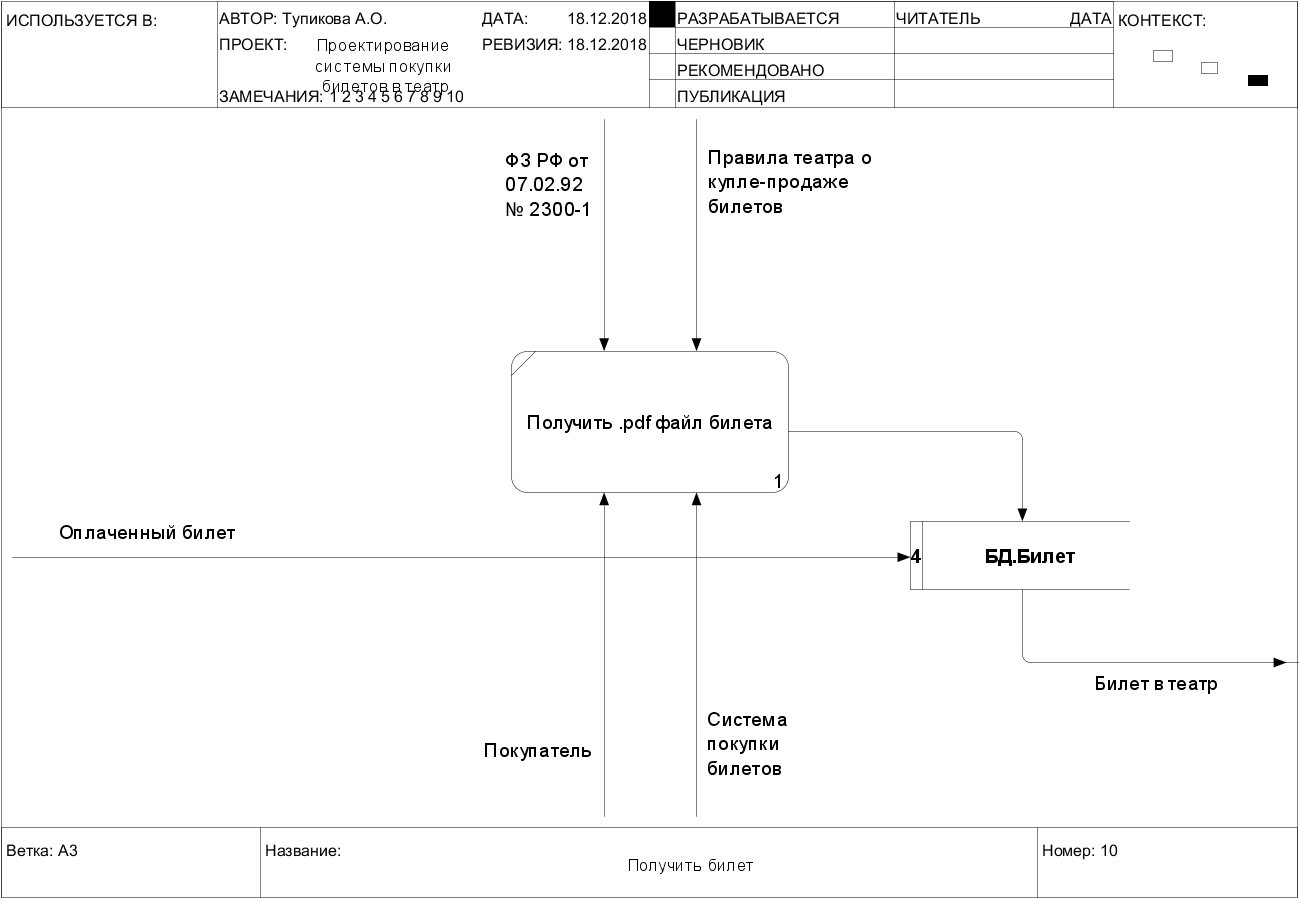 ИСПОЛЬЗУЕТСЯ В:
АВТОР: Тупикова А.О.
ДАТА: 18.12.2018
ПРОЕКТ: Проектирование
системы покупки
билетов в театр
РЕВИЗИЯ: 18.12.2018
ЗАМЕЧАНИЯ: 1 2 3 4 5 6 7 8 9 10
РАЗРАБАТЫВАЕТСЯ
ЧЕРНОВИК
РЕКОМЕНДОВАНО
ПУБЛИКАЦИЯ
ЧИТАТЕЛЬ ДАТА
КОНТЕКСТ:
ФЗ РФ от
07.02.92
№ 2300-1
Правила театра о
купле-продаже
билетов
Получить .pdf файл билета
1
Оплаченный билет
4 БД.Билет
Билет в театр
Покупатель
Система
покупки
билетов
Ветка: A3
Название:
Получить билет
Номер: 10